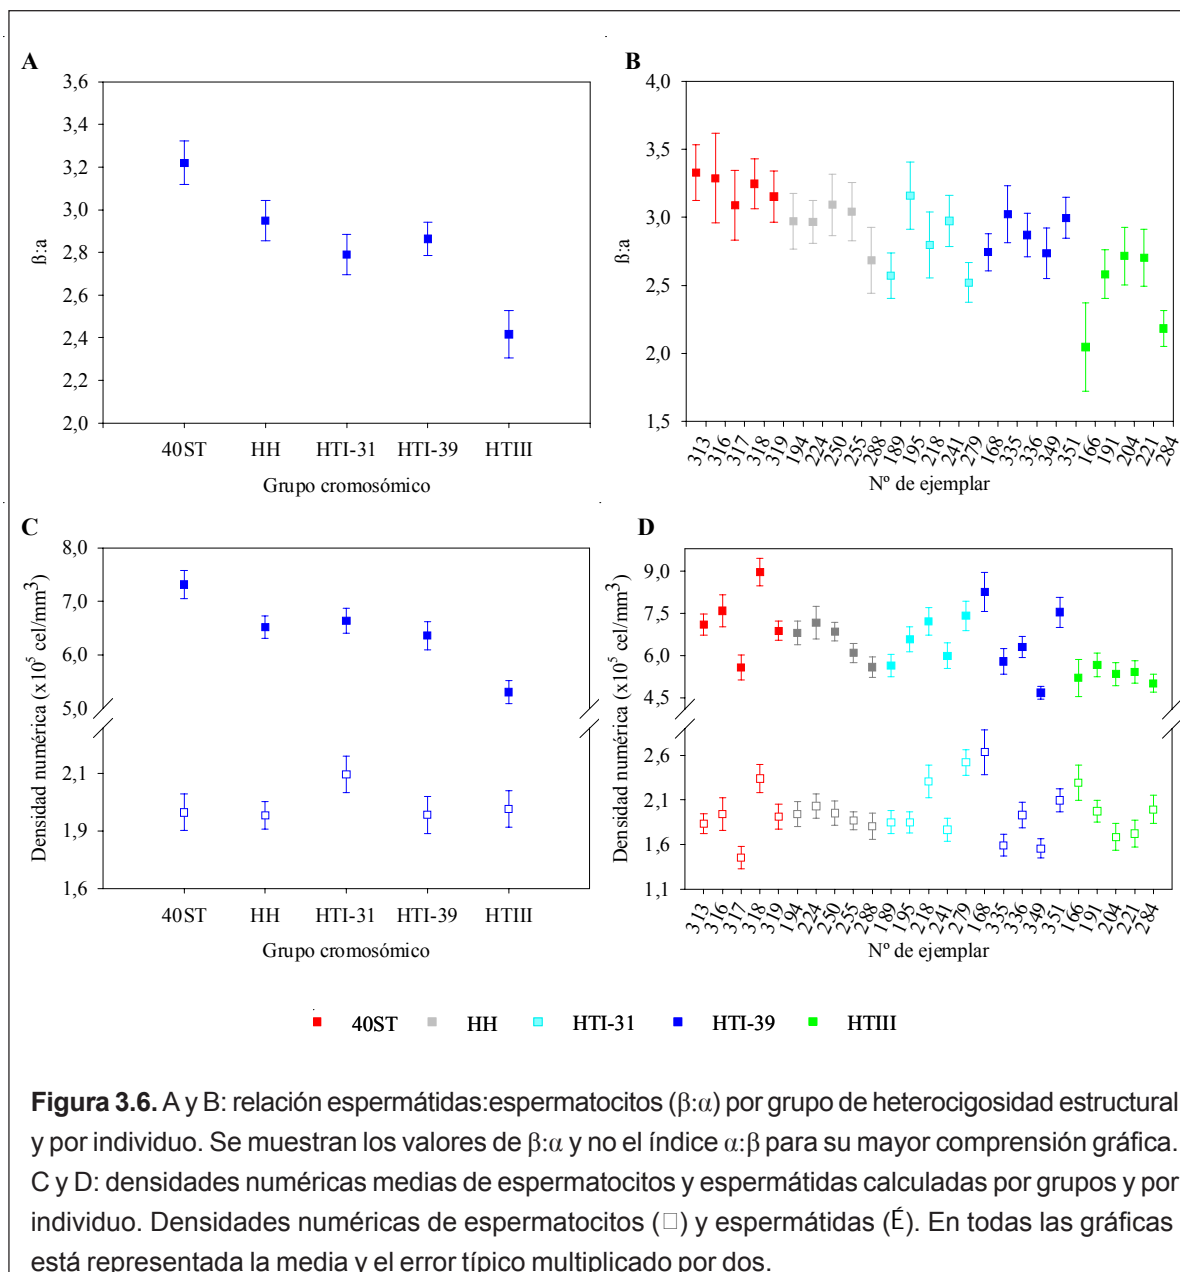 A
3,6
3,4
3,2
3,0
2,8
2,6
2,4
2,2
2,0
ß:a
40ST HH HTI-31 HTI-39 HTIII
Grupo cromosómico
B
4,0
3,5
3,0
2,5
2,0
1,5
ß:a
313 316 317 318 319 194 224 250 255 288 189 195 218 241 279 168 335 336 349 351 166 191 204 221 284
Nº de ejemplar
C
8,0
7,0
6,0
5,0
2,1
1,9
1,6
Densidad numérica (x10⁵ cel/mm³)
40ST HH HTI-31 HTI-39 HTIII
Grupo cromosómico
D
9,0
7,5
6,0
4,5
2,6
2,1
1,6
1,1
Densidad numérica (x10⁵ cel/mm³)
313 316 317 318 319 194 224 250 255 288 189 195 218 241 279 168 335 336 349 351 166 191 204 221 284
Nº de ejemplar
40ST HH HTI-31 HTI-39 HTIII
Figura 3.6. A y B: relación espermátidas:espermatocitos (β:α) por grupo de heterocigosidad estructural
y por individuo. Se muestran los valores de β:α y no el índice α:β para su mayor comprensión gráfica.
C y D: densidades numéricas medias de espermatocitos y espermátidas calculadas por grupos y por
individuo. Densidades numéricas de espermatocitos (□) y espermátidas (É). En todas las gráficas
está representada la media y el error típico multiplicado por dos.